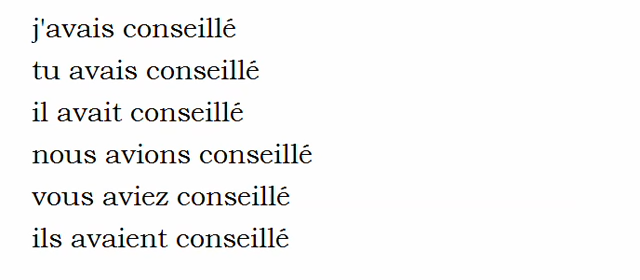 j'avais conseillé
tu avais conseillé
il avait conseillé
nous avions conseillé
vous aviez conseillé
ils avaient conseillé